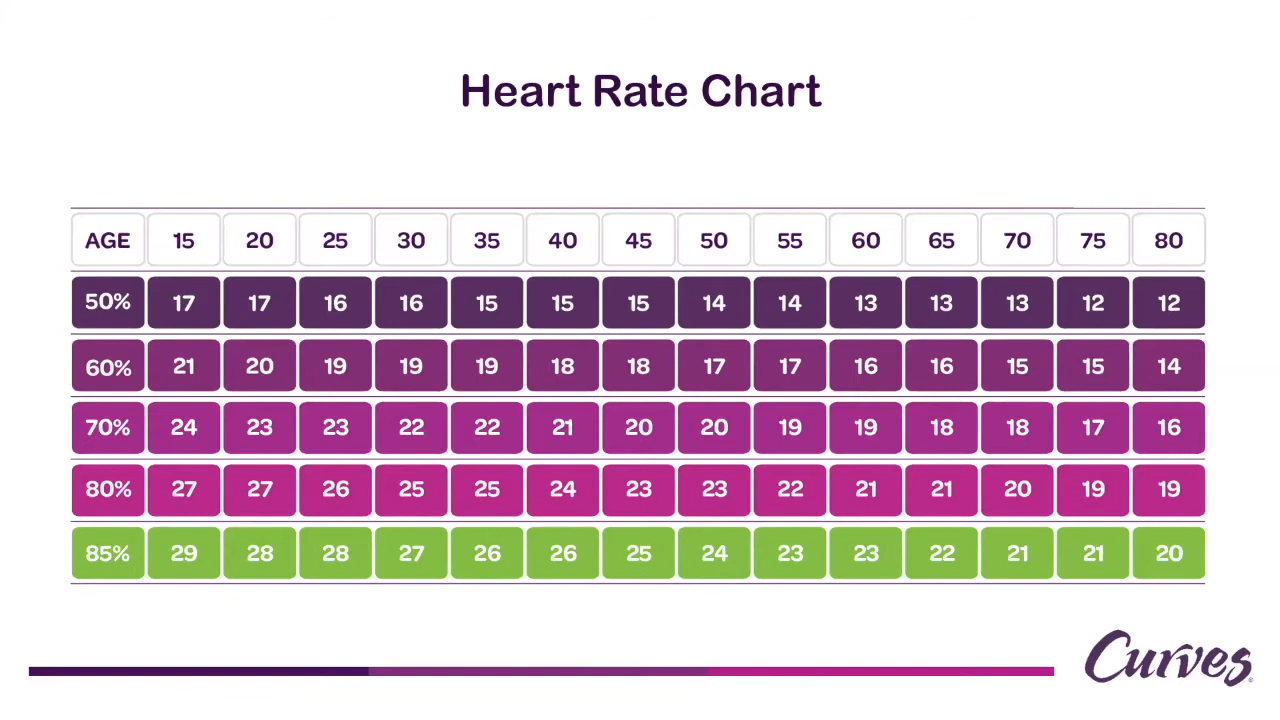 Heart Rate Chart
AGE 15 20 25 30 35 40 45 50 55 60 65 70 75 80
50% 17 17 16 16 15 15 15 14 14 13 13 13 12 12
60% 21 20 19 19 19 18 18 17 17 16 16 15 15 14
70% 24 23 23 22 22 21 20 20 19 19 18 18 17 16
80% 27 27 26 25 25 24 23 23 22 21 21 20 19 19
85% 29 28 28 27 26 26 25 24 23 23 22 21 21 20
Curves®